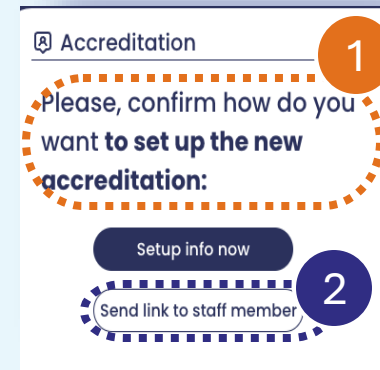 Accreditation
1
Please, confirm how do you
want to set up the new
accreditation:
Setup info now
2
Send link to staff member